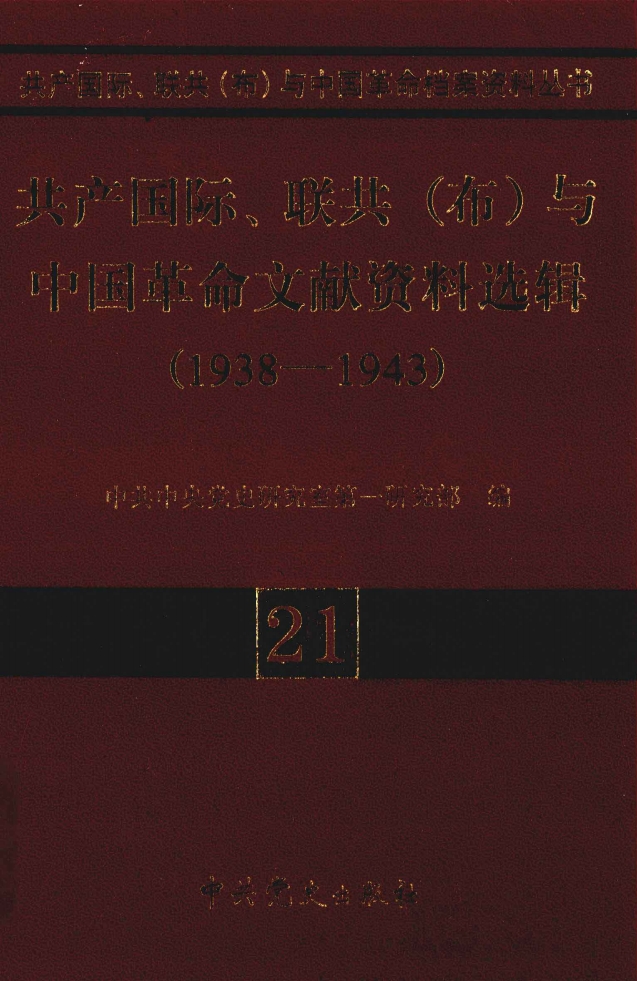 共产国际、联共（布）与中国革命档案资料丛书
共产国际、联共（布）与
中国革命文献资料选辑
（1938—1943）
中共中央党史研究室第一研究部 编
21
中共党史出版社